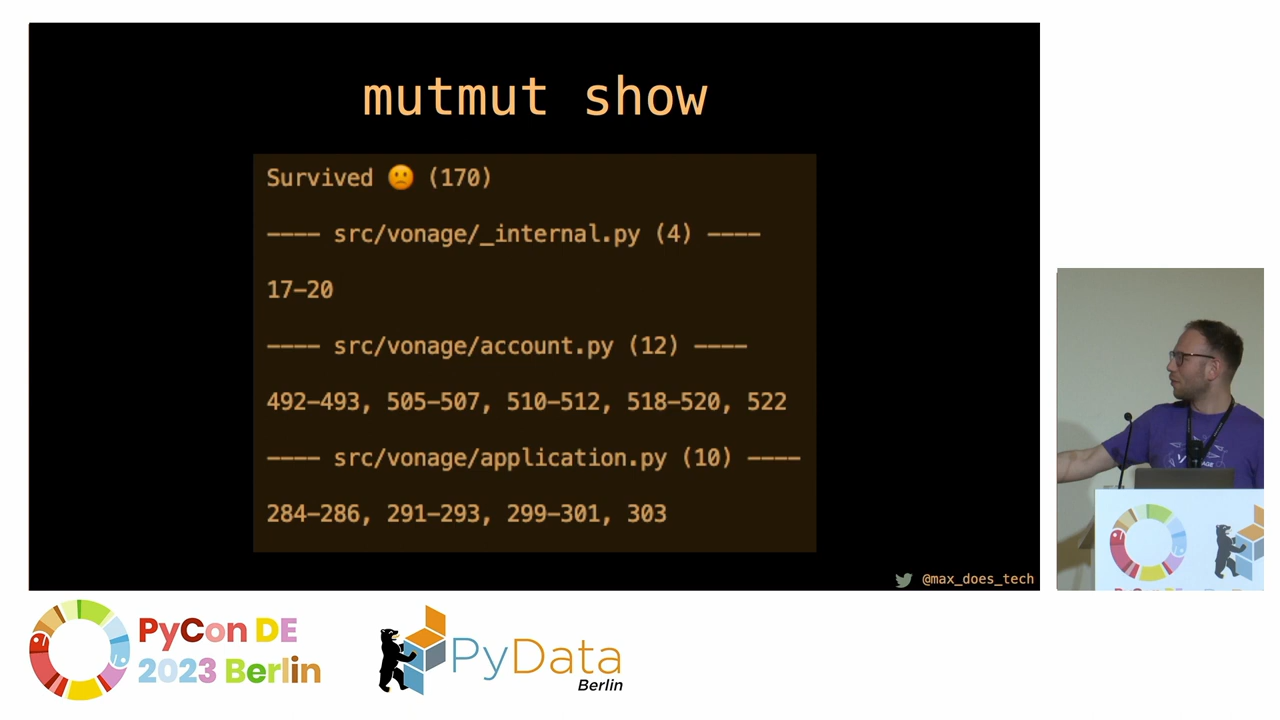 mutmut show
Survived 🙁 (170)
---- src/vonage/_internal.py (4) ----
17-20
---- src/vonage/account.py (12) ----
492-493, 505-507, 510-512, 518-520, 522
---- src/vonage/application.py (10) ----
284-286, 291-293, 299-301, 303
@max_does_tech
PyCon DE
2023 Berlin
PyData
Berlin